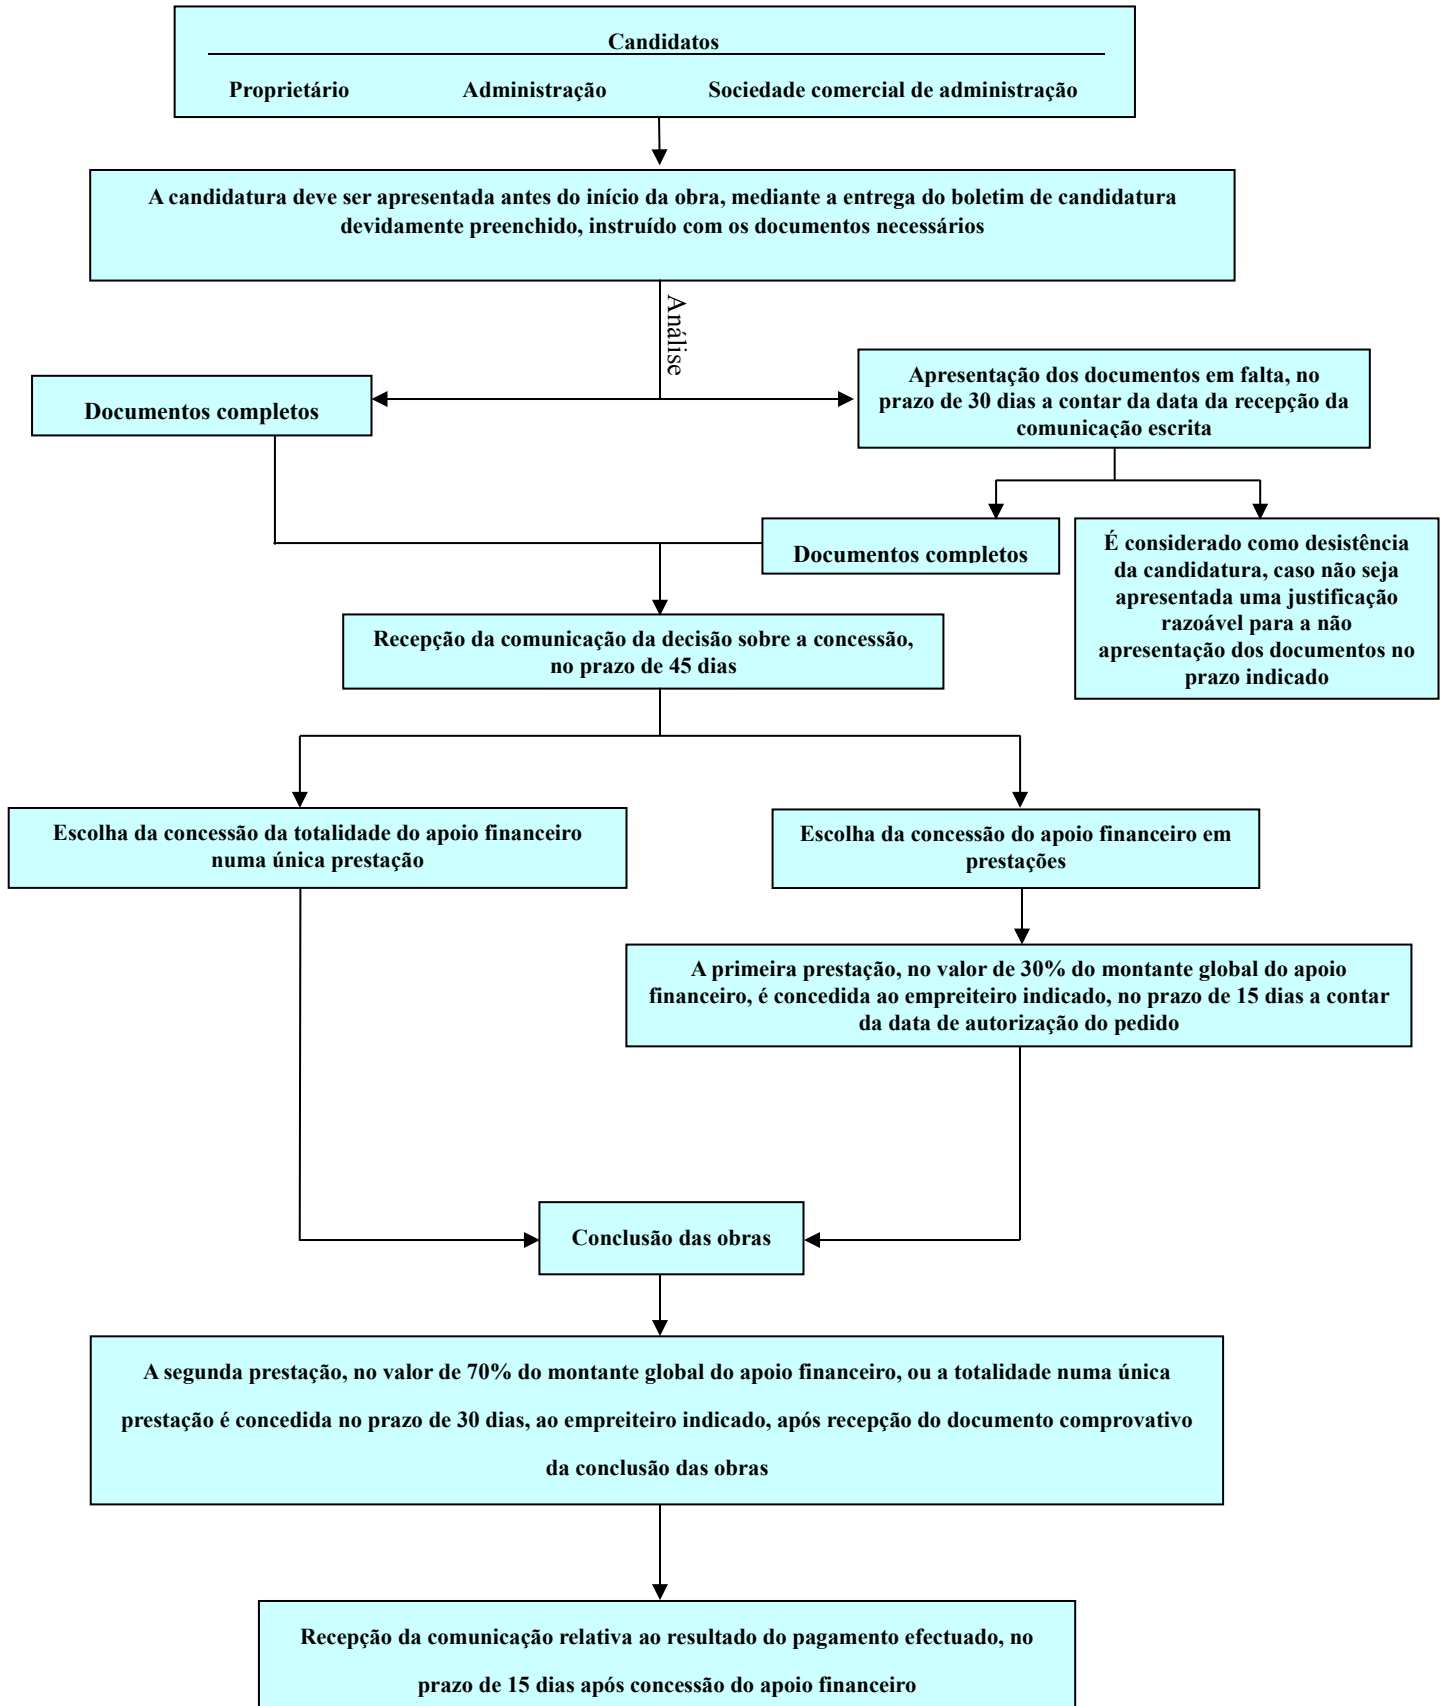 Candidatos
Proprietário Administração Sociedade comercial de administração
A candidatura deve ser apresentada antes do início da obra, mediante a entrega do boletim de candidatura
devidamente preenchido, instruído com os documentos necessários
Análise
Documentos completos
Apresentação dos documentos em falta, no
prazo de 30 dias a contar da data da recepção da
comunicação escrita
Documentos completos
É considerado como desistência
da candidatura, caso não seja
apresentada uma justificação
razoável para a não
apresentação dos documentos no
prazo indicado
Recepção da comunicação da decisão sobre a concessão,
no prazo de 45 dias
Escolha da concessão da totalidade do apoio financeiro
numa única prestação
Escolha da concessão do apoio financeiro em
prestações
A primeira prestação, no valor de 30% do montante global do apoio
financeiro, é concedida ao empreiteiro indicado, no prazo de 15 dias a contar
da data de autorização do pedido
Conclusão das obras
A segunda prestação, no valor de 70% do montante global do apoio financeiro, ou a totalidade numa única
prestação é concedida no prazo de 30 dias, ao empreiteiro indicado, após recepção do documento comprovativo
da conclusão das obras
Recepção da comunicação relativa ao resultado do pagamento efectuado, no
prazo de 15 dias após concessão do apoio financeiro